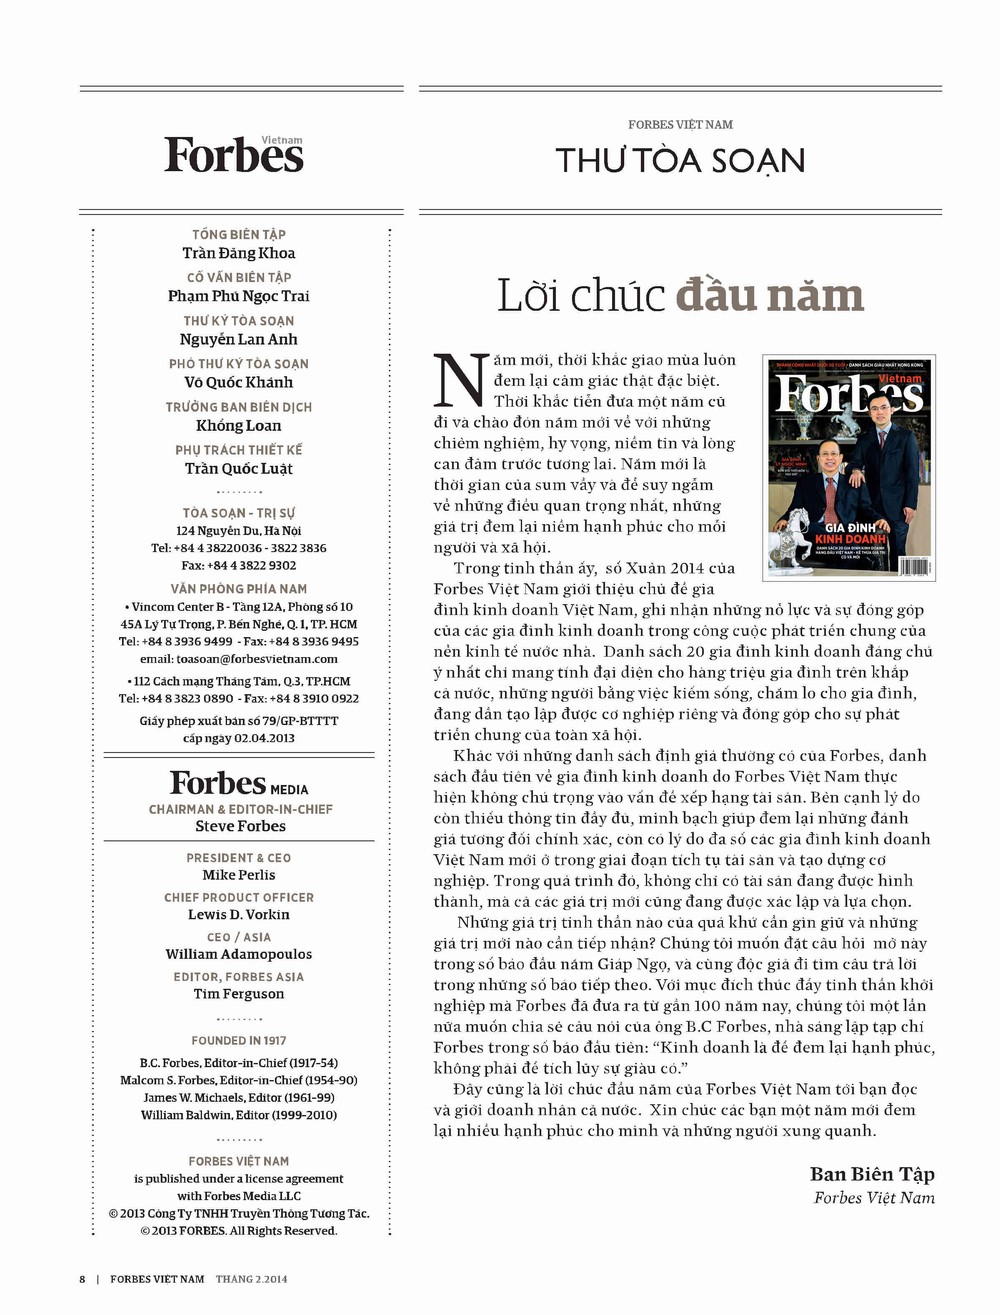 Forbes Vietnam
TỔNG BIÊN TẬP
Trần Đăng Khoa
CỐ VẤN BIÊN TẬP
Phạm Phú Ngọc Trai
THƯ KÝ TÒA SOẠN
Nguyễn Lan Anh
PHÓ THƯ KÝ TÒA SOẠN
Võ Quốc Khánh
TRƯỞNG BAN BIÊN DỊCH
Khổng Loan
PHỤ TRÁCH THIẾT KẾ
Trần Quốc Luật
TÒA SOẠN - TRỊ SỰ
124 Nguyễn Du, Hà Nội
Tel: +84 4 38220036 - 3822 3836
Fax: +84 4 3822 9302
VĂN PHÒNG PHÍA NAM
• Vincom Center B - Tầng 12A, Phòng số 10
45A Lý Tự Trọng, P. Bến Nghé, Q. 1, TP. HCM
Tel: +84 8 3936 9499 - Fax: +84 8 3936 9495
email: toasoan@forbesvietnam.com
• 112 Cách mạng Tháng Tám, Q.3, TP.HCM
Tel: +84 8 3823 0890 - Fax: +84 8 3910 0922
Giấy phép xuất bản số 79/GP-BTTTT
cấp ngày 02.04.2013
Forbes MEDIA
CHAIRMAN & EDITOR-IN-CHIEF
Steve Forbes
PRESIDENT & CEO
Mike Perlis
CHIEF PRODUCT OFFICER
Lewis D. Vorkin
CEO / ASIA
William Adamopoulos
EDITOR, FORBES ASIA
Tim Ferguson
FOUNDED IN 1917
B.C. Forbes, Editor-in-Chief (1917-54)
Malcom S. Forbes, Editor-in-Chief (1954-90)
James W. Michaels, Editor (1961-99)
William Baldwin, Editor (1999-2010)
FORBES VIỆT NAM
is published under a license agreement
with Forbes Media LLC
© 2013 Công Ty TNHH Truyền Thông Tương Tác.
© 2013 FORBES. All Rights Reserved.
FORBES VIỆT NAM
THƯ TÒA SOẠN
Lời chúc đầu năm
Năm mới, thời khắc giao mùa luôn
đem lại cảm giác thật đặc biệt.
Thời khắc tiễn đưa một năm cũ
đi và chào đón năm mới về với những
chiêm nghiệm, hy vọng, niềm tin và lòng
can đảm trước tương lai. Năm mới là
thời gian của sum vầy và để suy ngẫm
về những điều quan trọng nhất, những
giá trị đem lại niềm hạnh phúc cho mỗi
người và xã hội.
Trong tinh thần ấy, số Xuân 2014 của
Forbes Việt Nam giới thiệu chủ đề gia
đình kinh doanh Việt Nam, ghi nhận những nỗ lực và sự đóng góp
của các gia đình kinh doanh trong công cuộc phát triển chung của
nền kinh tế nước nhà. Danh sách 20 gia đình kinh doanh đáng chú
ý nhất chỉ mang tính đại diện cho hàng triệu gia đình trên khắp
cả nước, những người bằng việc kiếm sống, chăm lo cho gia đình,
đang dần tạo lập được cơ nghiệp riêng và đóng góp cho sự phát
triển chung của toàn xã hội.
Khác với những danh sách định giá thường có của Forbes, danh
sách đầu tiên về gia đình kinh doanh do Forbes Việt Nam thực
hiện không chú trọng vào vấn đề xếp hạng tài sản. Bên cạnh lý do
còn thiếu thông tin đầy đủ, minh bạch giúp đem lại những đánh
giá tương đối chính xác, còn có lý do đa số các gia đình kinh doanh
Việt Nam mới ở trong giai đoạn tích tụ tài sản và tạo dựng cơ
nghiệp. Trong quá trình đó, không chỉ có tài sản đang được hình
thành, mà cả các giá trị mới cũng đang được xác lập và lựa chọn.
Những giá trị tinh thần nào của quá khứ cần gìn giữ và những
giá trị mới nào cần tiếp nhận? Chúng tôi muốn đặt câu hỏi mở này
trong số báo đầu năm Giáp Ngọ, và cùng độc giả đi tìm câu trả lời
trong những số báo tiếp theo. Với mục đích thúc đẩy tinh thần khởi
nghiệp mà Forbes đã đưa ra từ gần 100 năm nay, chúng tôi một lần
nữa muốn chia sẻ câu nói của ông B.C Forbes, nhà sáng lập tạp chí
Forbes trong số báo đầu tiên: “Kinh doanh là để đem lại hạnh phúc,
không phải để tích lũy sự giàu có.”
Đây cũng là lời chúc đầu năm của Forbes Việt Nam tới bạn đọc
và giới doanh nhân cả nước. Xin chúc các bạn một năm mới đem
lại nhiều hạnh phúc cho mình và những người xung quanh.
Ban Biên Tập
Forbes Việt Nam
DANH SÁCH GIÀU NHẤT HONG KONG
Forbes Vietnam
GIA ĐÌNH
KINH DOANH
DANH SÁCH 20 GIA ĐÌNH KINH DOANH
HÀNG ĐẦU VIỆT NAM - KẾ THỪA GIÁ TRỊ
CŨ VÀ MỚI
8 | FORBES VIỆT NAM THÁNG 2.2014